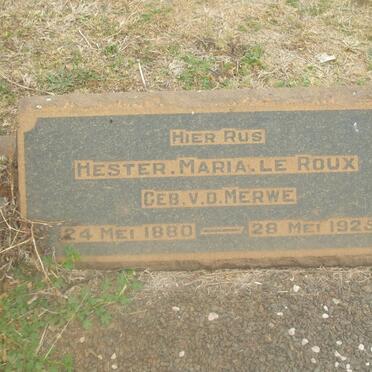 HIER RUS
HESTER. MARIA. LE ROUX
GEB. V.D. MERWE
24 MEI 1880 — 28 MEI 1925